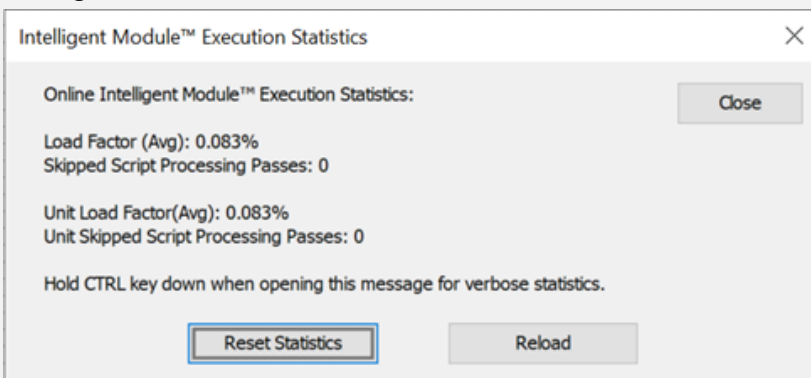 Intelligent Module™ Execution Statistics
Online Intelligent Module™ Execution Statistics:
Close
Load Factor (Avg): 0.083%
Skipped Script Processing Passes: 0
Unit Load Factor(Avg): 0.083%
Unit Skipped Script Processing Passes: 0
Hold CTRL key down when opening this message for verbose statistics.
Reset Statistics
Reload